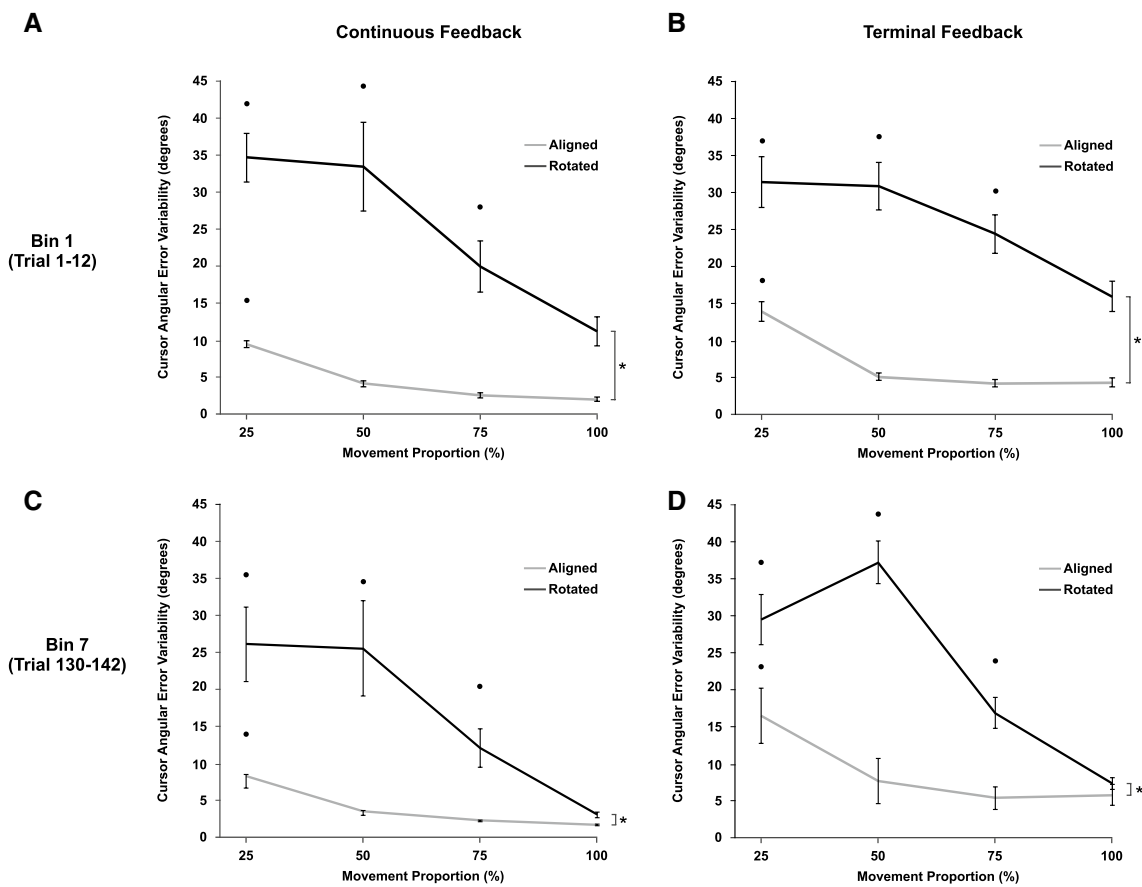 A
Continuous Feedback
B
Terminal Feedback
Bin 1
(Trial 1-12)
Cursor Angular Error Variability (degrees)
45
40
35
30
25
20
15
10
5
0
Aligned
Rotated
*
25 50 75 100
Movement Proportion (%)
Cursor Angular Error Variability (degrees)
45
40
35
30
25
20
15
10
5
0
Aligned
Rotated
*
25 50 75 100
Movement Proportion (%)
C
D
Bin 7
(Trial 130-142)
Cursor Angular Error Variability (degrees)
45
40
35
30
25
20
15
10
5
0
Aligned
Rotated
*
25 50 75 100
Movement Proportion (%)
Cursor Angular Error Variability (degrees)
45
40
35
30
25
20
15
10
5
0
Aligned
Rotated
*
25 50 75 100
Movement Proportion (%)